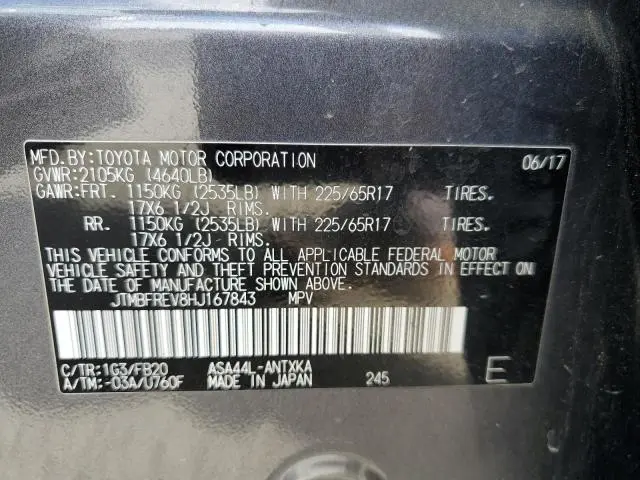 MFD.BY:TOYOTA MOTOR CORPORATION 06/17
GVWR:2105KG (4640LB)
GAWR:FRT. 1150KG (2535LB) WITH 225/65R17 TIRES.
17X6 1/2J RIMS.
RR. 1150KG (2535LB) WITH 225/65R17 TIRES.
17X6 1/2J RIMS.
THIS VEHICLE CONFORMS TO ALL APPLICABLE FEDERAL MOTOR
VEHICLE SAFETY AND THEFT PREVENTION STANDARDS IN EFFECT ON
THE DATE OF MANUFACTURE SHOWN ABOVE.
JTMBFREV8HJ167843 MPV
C/TR:1G3/FB20 ASA44L-ANTXKA
A/TM:-03A/U760F MADE IN JAPAN 245 E